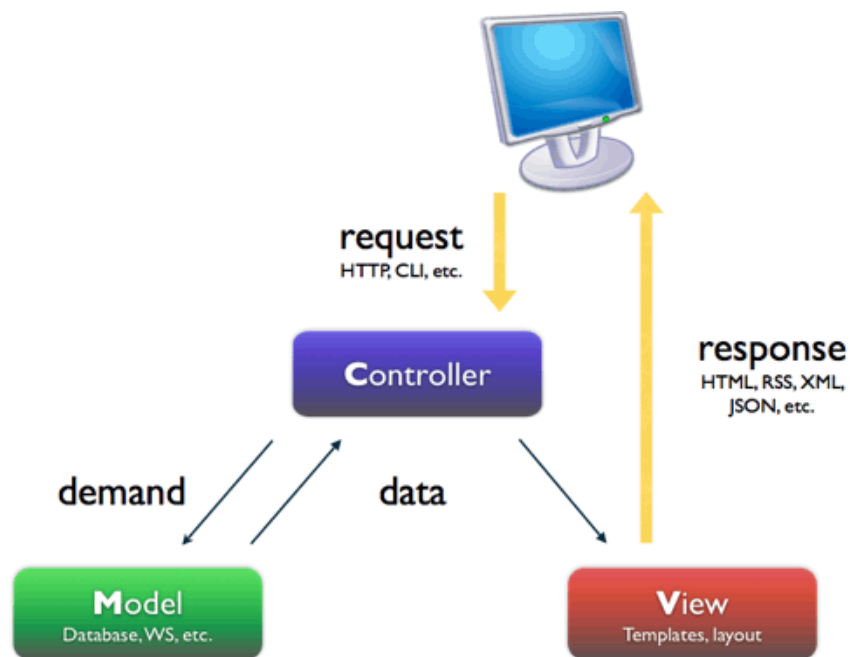 request
HTTP, CLI, etc.
Controller
response
HTML, RSS, XML,
JSON, etc.
demand
data
Model
Database, WS, etc.
View
Templates, layout